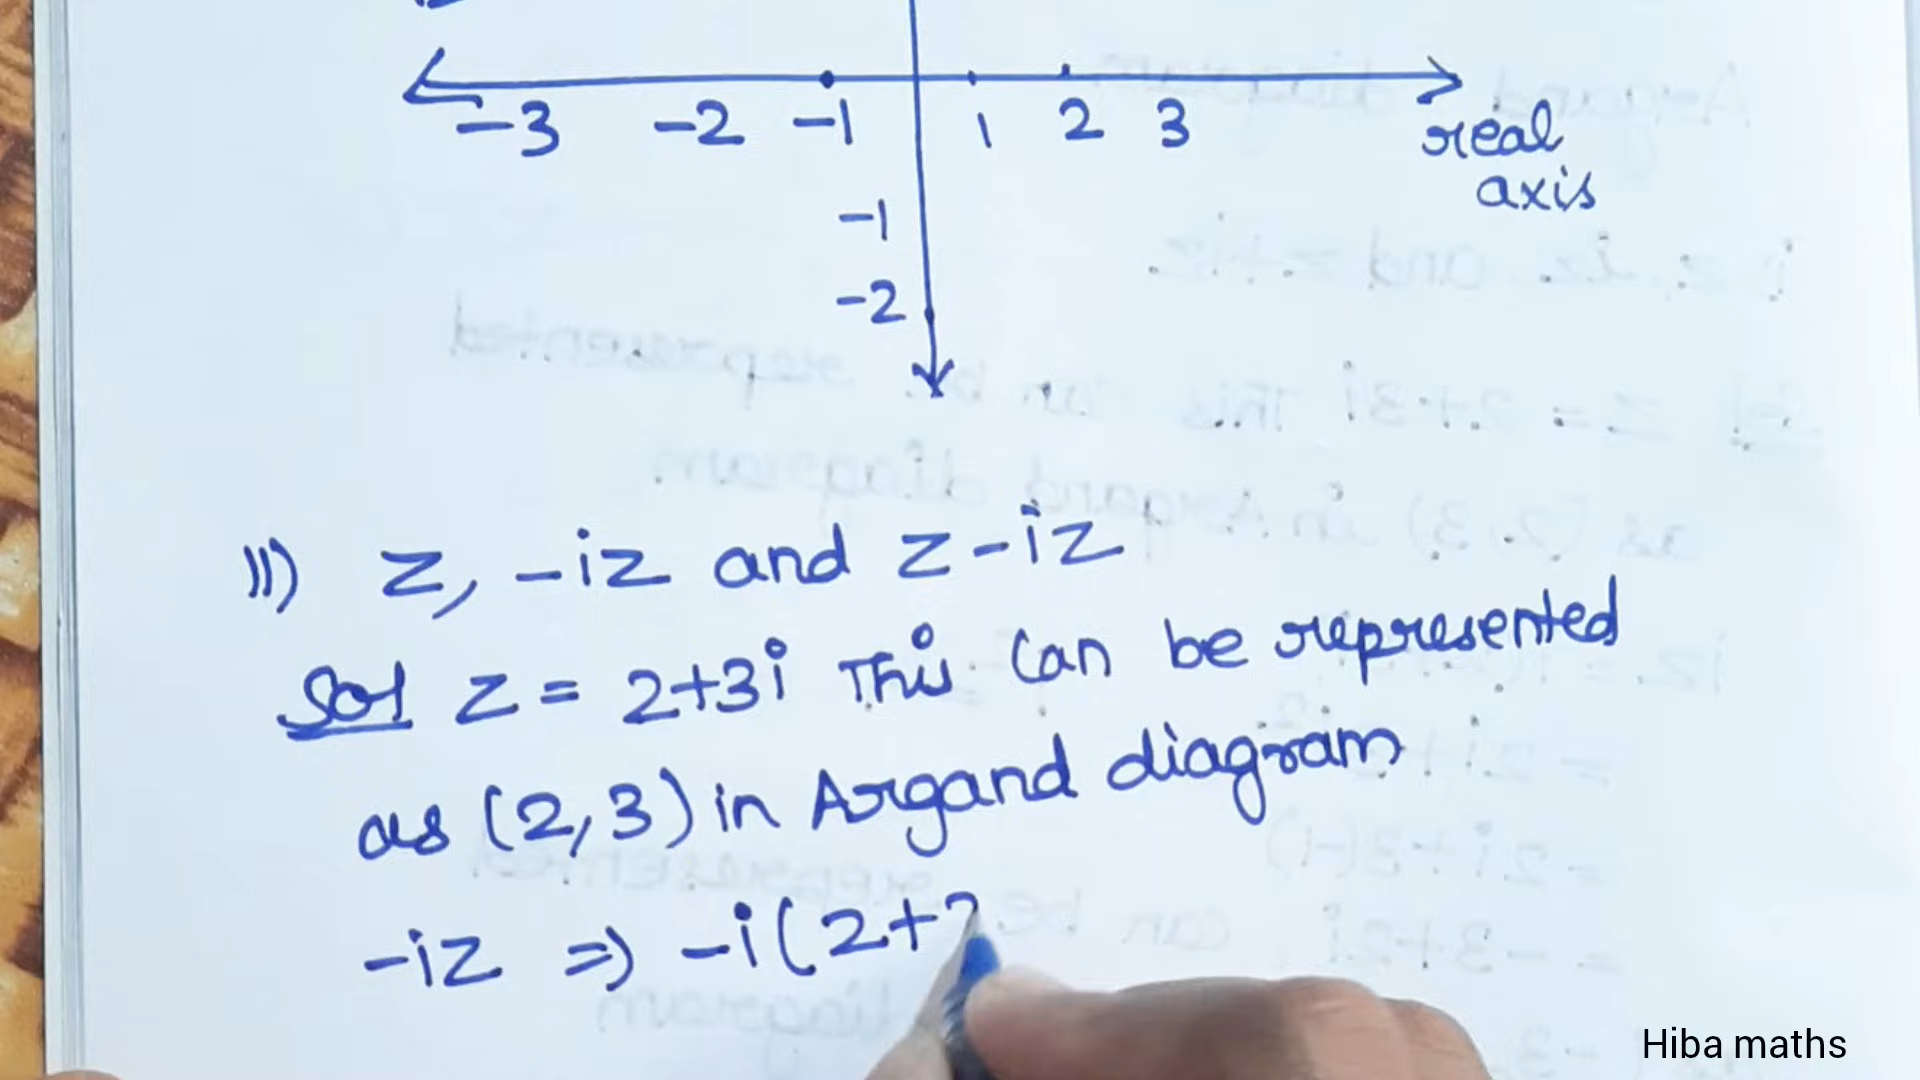 -3 -2 -1 1 2 3 real
axis
-1
-2
11) z, -iz and z-iz
Sol z = 2+3i This can be represented
as (2,3) in Argand diagram
-iz => -i(2+
Hiba maths